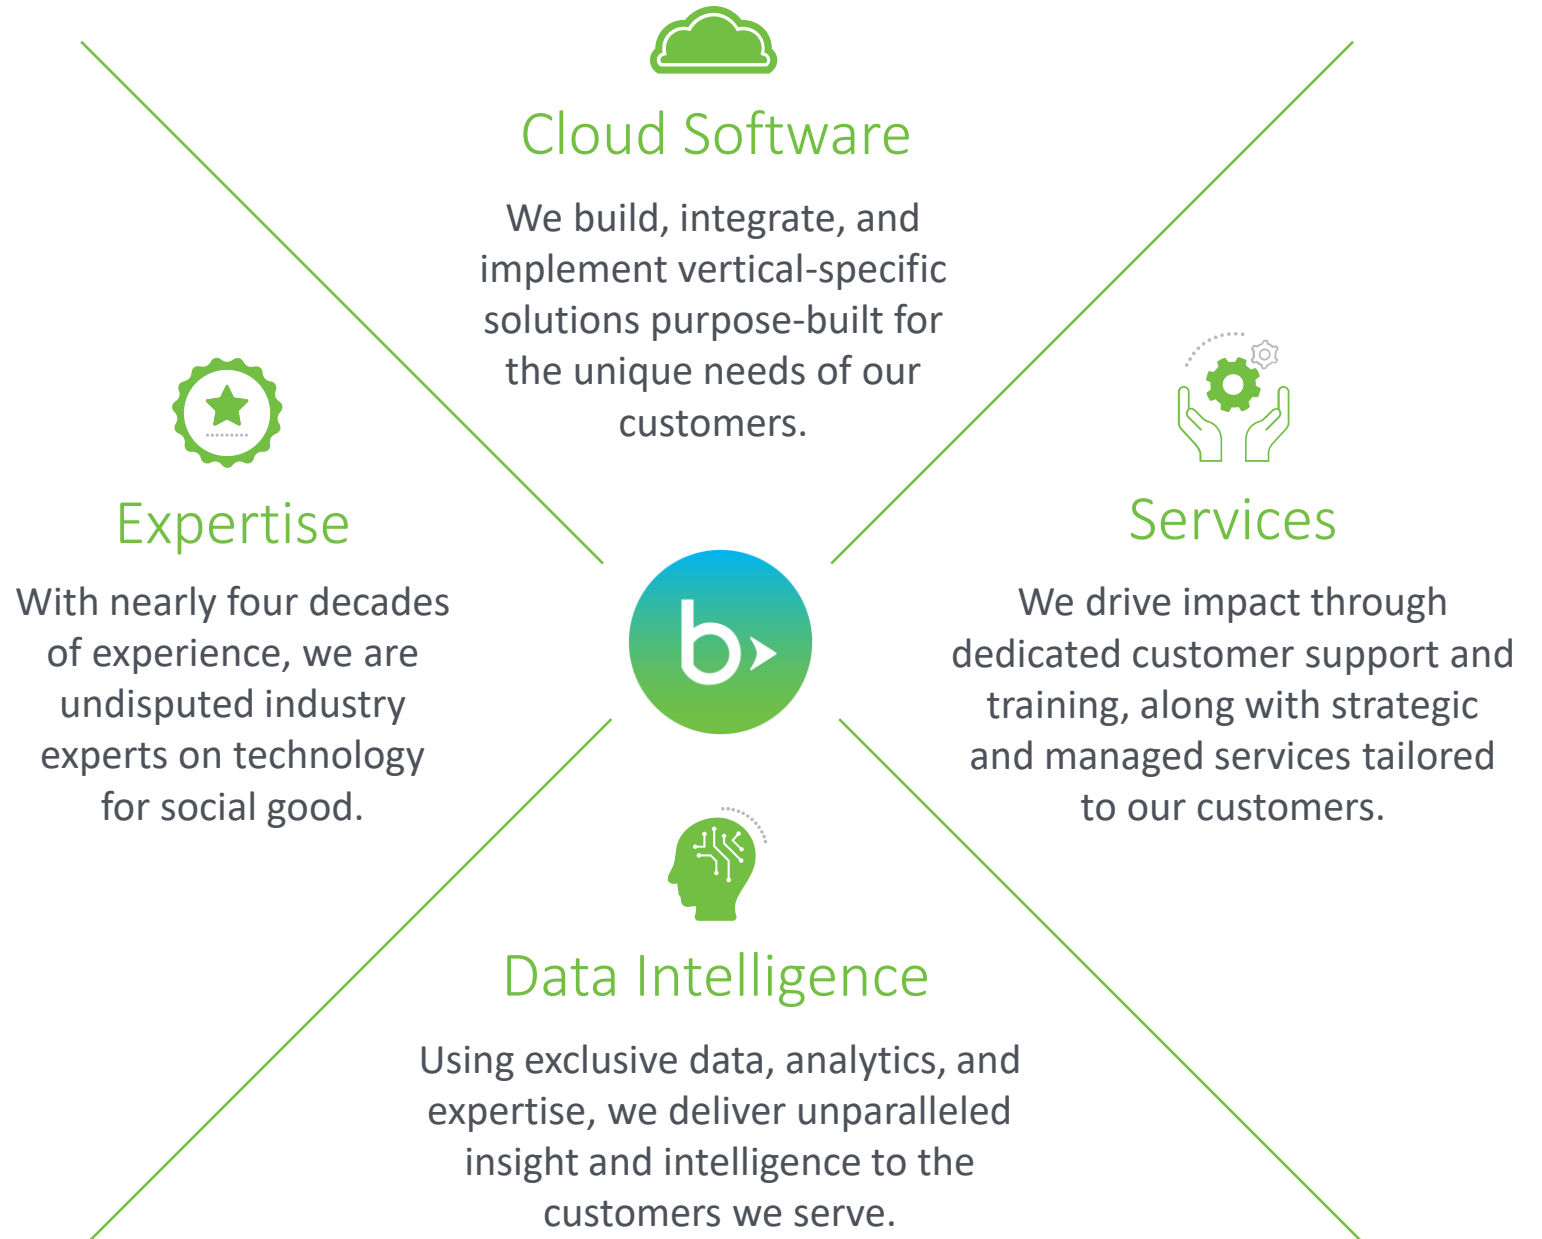 Cloud Software
We build, integrate, and
implement vertical-specific
solutions purpose-built for
the unique needs of our
customers.
Expertise
With nearly four decades
of experience, we are
undisputed industry
experts on technology
for social good.
b
Services
We drive impact through
dedicated customer support and
training, along with strategic
and managed services tailored
to our customers.
Data Intelligence
Using exclusive data, analytics, and
expertise, we deliver unparalleled
insight and intelligence to the
customers we serve.